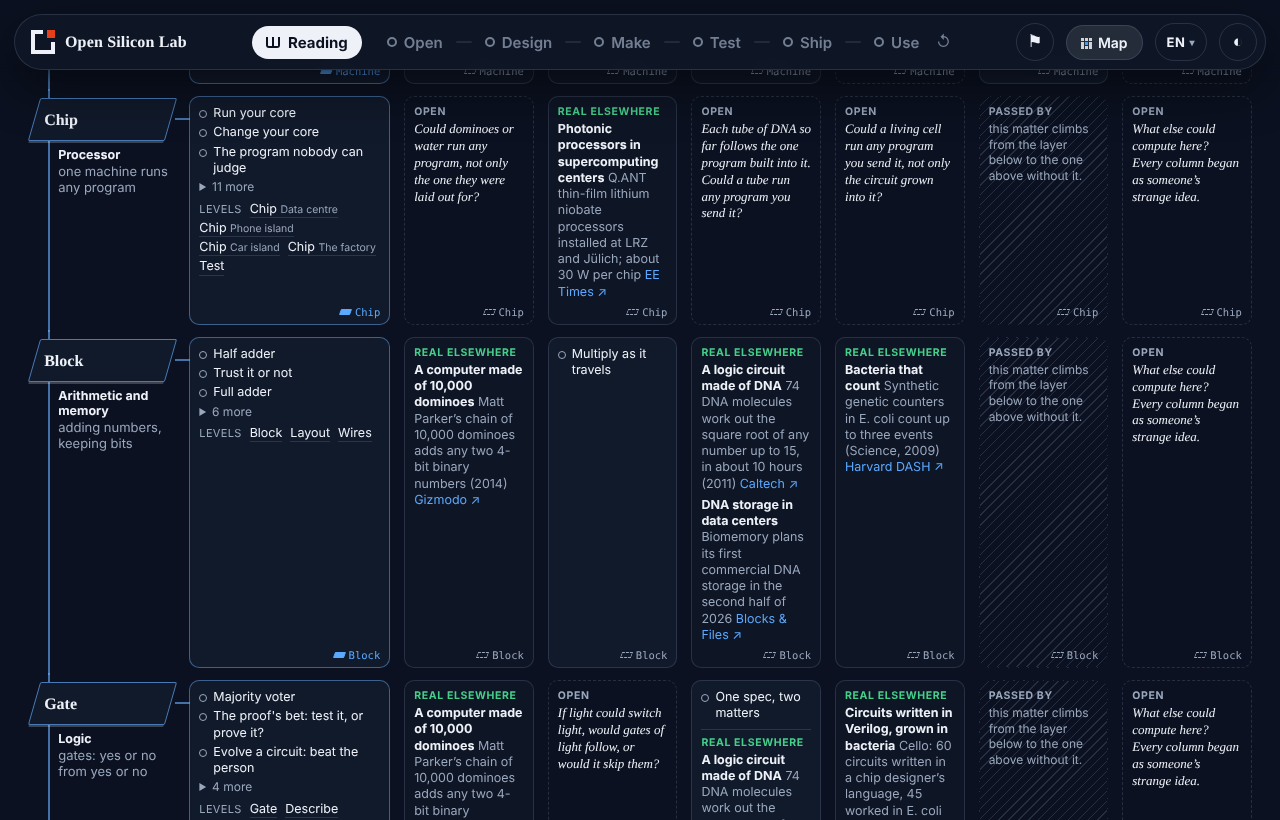 Open Silicon Lab
Reading
Open
Design
Make
Test
Ship
Use
Map
EN
Machine
Machine
Machine
Machine
Machine
Machine
Machine
Chip
Processor
one machine runs
any program
Run your core
Change your core
The program nobody can
judge
11 more
LEVELS Chip Data centre
Chip Phone island
Chip Car island Chip The factory
Test
Chip
OPEN
Could dominoes or
water run any
program, not only
the one they were
laid out for?
Chip
REAL ELSEWHERE
Photonic
processors in
supercomputing
centers Q.ANT
thin-film lithium
niobate
processors
installed at LRZ
and Jülich; about
30 W per chip EE
Times ↗
Chip
OPEN
Each tube of DNA so
far follows the one
program built into it.
Could a tube run
any program you
send it?
Chip
OPEN
Could a living cell
run any program
you send it, not only
the circuit grown
into it?
Chip
PASSED BY
this matter climbs
from the layer
below to the one
above without it.
Chip
OPEN
What else could
compute here?
Every column began
as someone’s
strange idea.
Chip
Block
Arithmetic and
memory
adding numbers,
keeping bits
Half adder
Trust it or not
Full adder
6 more
LEVELS Block Layout Wires
Block
REAL ELSEWHERE
A computer made
of 10,000
dominoes Matt
Parker’s chain of
10,000 dominoes
adds any two 4-
bit binary
numbers (2014)
Gizmodo ↗
Block
Multiply as it
travels
Block
REAL ELSEWHERE
A logic circuit
made of DNA 74
DNA molecules
work out the
square root of any
number up to 15,
in about 10 hours
(2011) Caltech ↗
DNA storage in
data centers
Biomemory plans
its first
commercial DNA
storage in the
second half of
2026 Blocks &
Files ↗
Block
REAL ELSEWHERE
Bacteria that
count Synthetic
genetic counters
in E. coli count up
to three events
(Science, 2009)
Harvard DASH ↗
Block
PASSED BY
this matter climbs
from the layer
below to the one
above without it.
Block
OPEN
What else could
compute here?
Every column began
as someone’s
strange idea.
Block
Gate
Logic
gates: yes or no
from yes or no
Majority voter
The proof's bet: test it, or
prove it?
Evolve a circuit: beat the
person
4 more
LEVELS Gate Describe
REAL ELSEWHERE
A computer made
of 10,000
dominoes Matt
Parker’s chain of
10,000 dominoes
adds any two 4-
bit binary
OPEN
If light could switch
light, would gates of
light follow, or
would it skip them?
One spec, two
matters
REAL ELSEWHERE
A logic circuit
made of DNA 74
DNA molecules
work out the
REAL ELSEWHERE
Circuits written in
Verilog, grown in
bacteria Cello: 60
circuits written in
a chip designer’s
language, 45
worked in E. coli
PASSED BY
this matter climbs
from the layer
below to the one
above without it.
OPEN
What else could
compute here?
Every column began
as someone’s
strange idea.